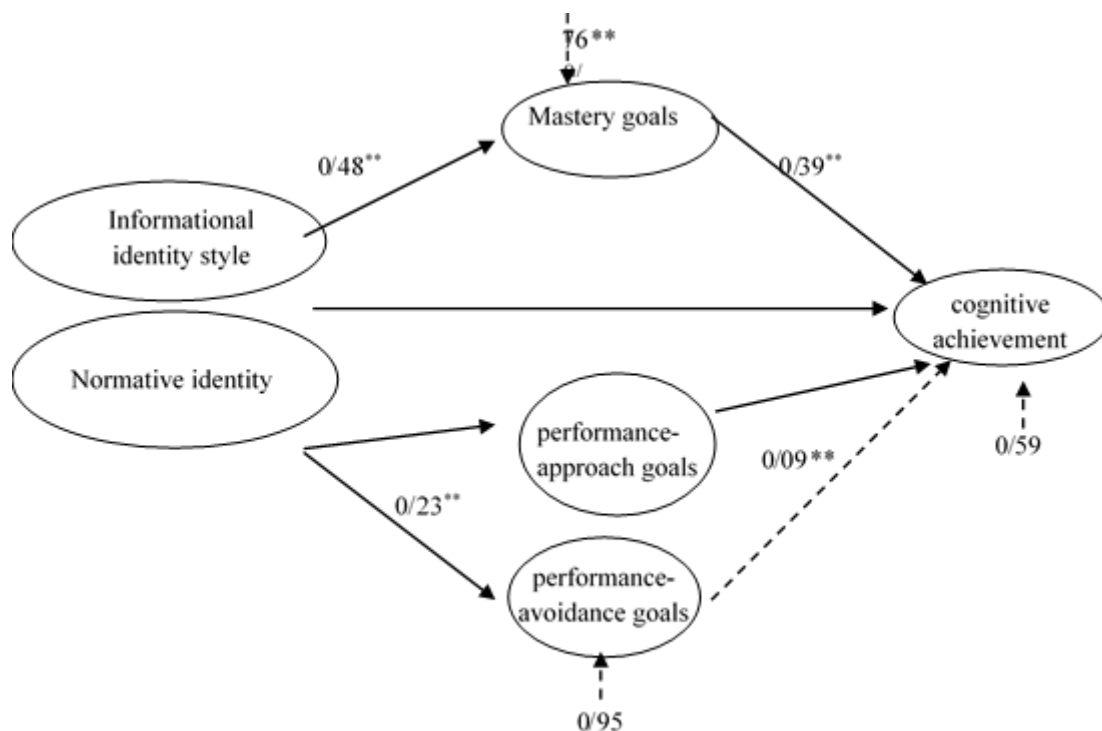 76**
0/
Mastery goals
0/48**
0/39**
Informational
identity style
cognitive
achievement
Normative identity
performance-
approach goals
0/09**
0/59
0/23**
performance-
avoidance goals
0/95